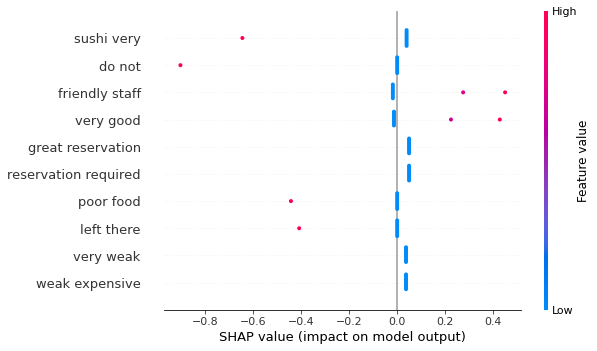 High
sushi very
do not
friendly staff
very good
great reservation
reservation required
poor food
left there
very weak
weak expensive
Feature value
Low
−0.8 −0.6 −0.4 −0.2 0.0 0.2 0.4
SHAP value (impact on model output)